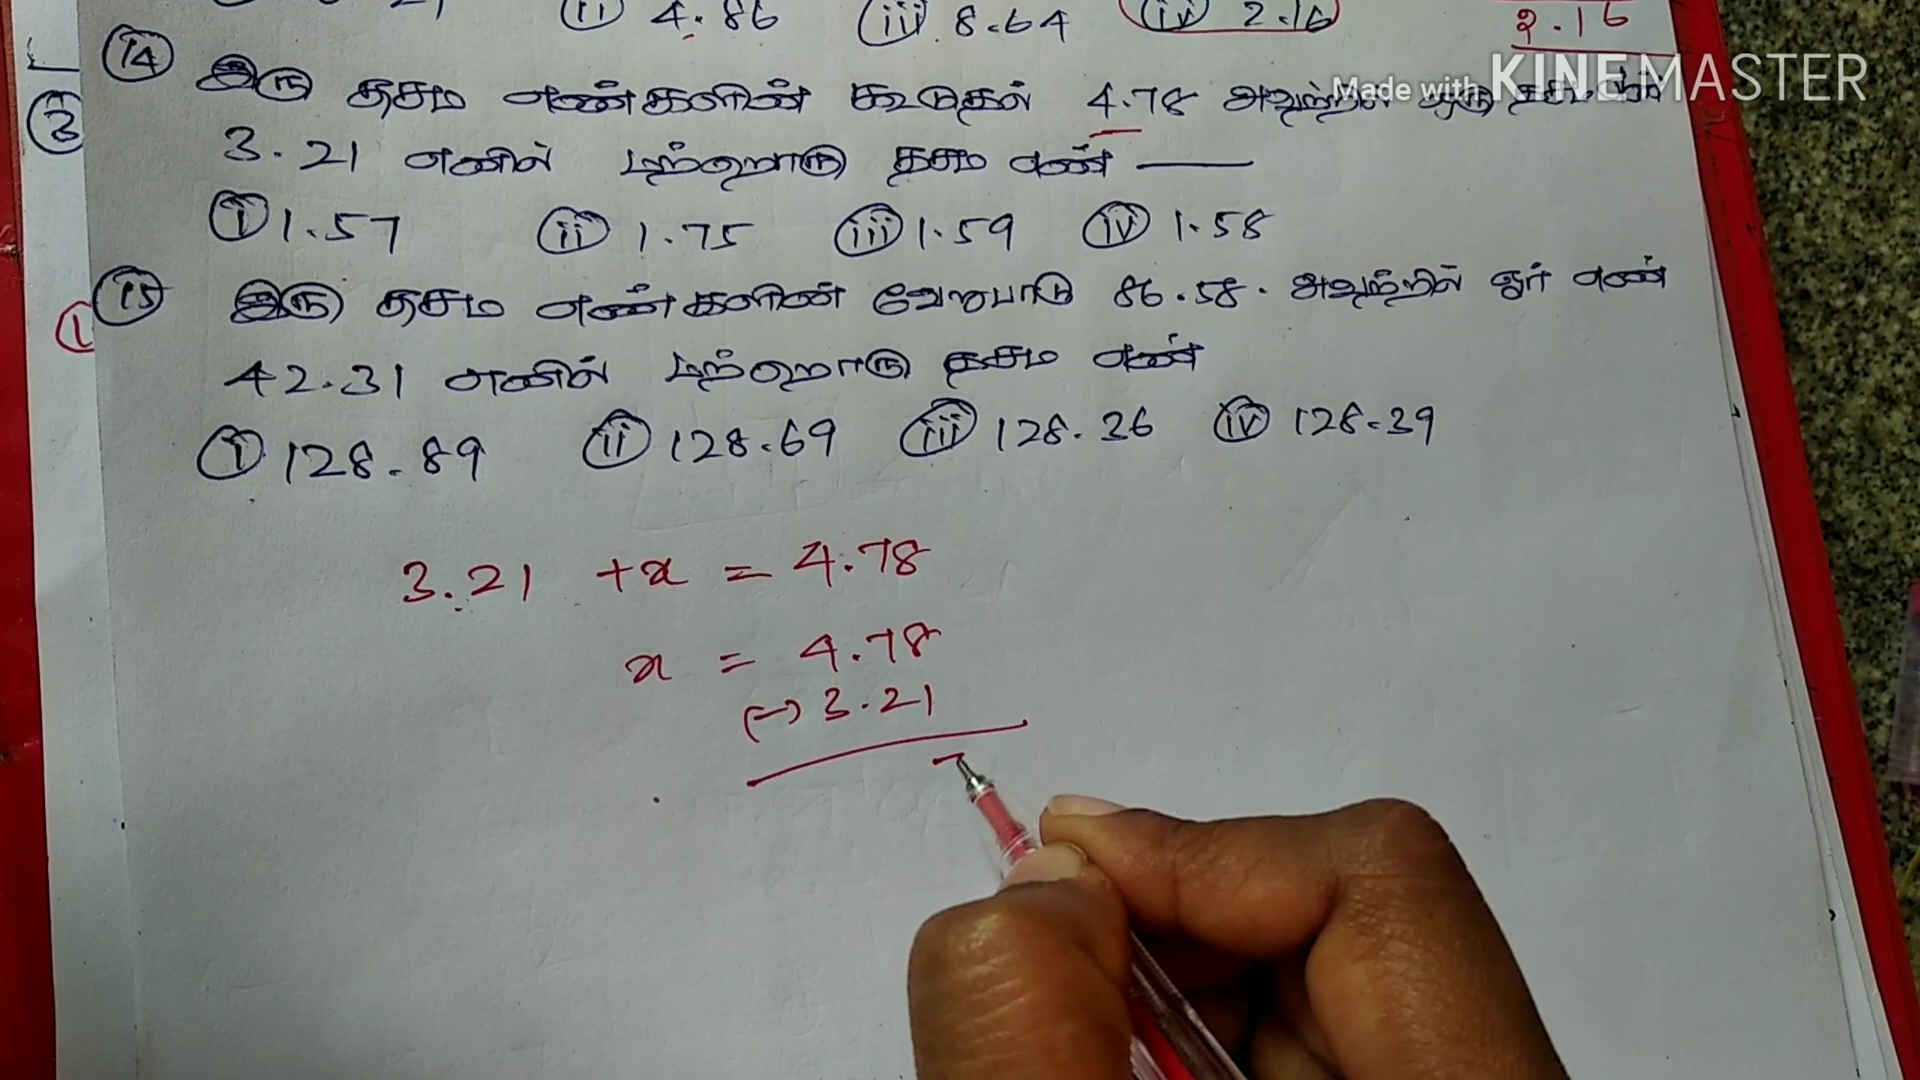 ii 4.86 iii 8.64 iv 2.16
2.16
Made with KINEMASTER
14 இரு தசம எண்களின் கூடுதல் 4.78 அவற்றில் ஒரு
3.21 எனில் மற்றொரு தசம எண் ——
i 1.57 ii 1.75 iii 1.59 iv 1.58
15 இரு தசம எண்களின் வேறுபாடு 86.58. அவற்றில் ஓர் எண்
42.31 எனில் மற்றொரு தசம எண்
i 128.89 ii 128.69 iii 128.36 iv 128.39
3.21 + x = 4.78
x = 4.78
(-) 3.21